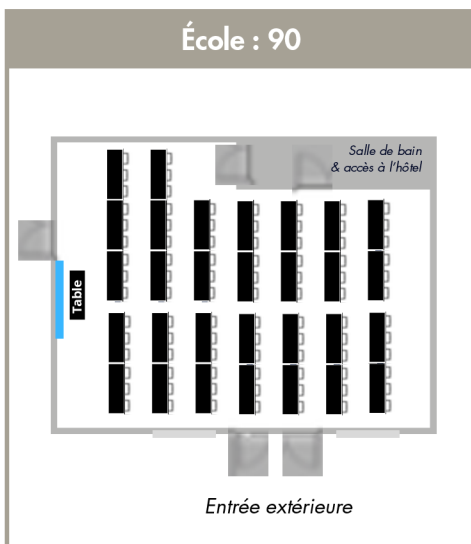 École : 90
Salle de bain
& accès à l'hôtel
Table
Entrée extérieure